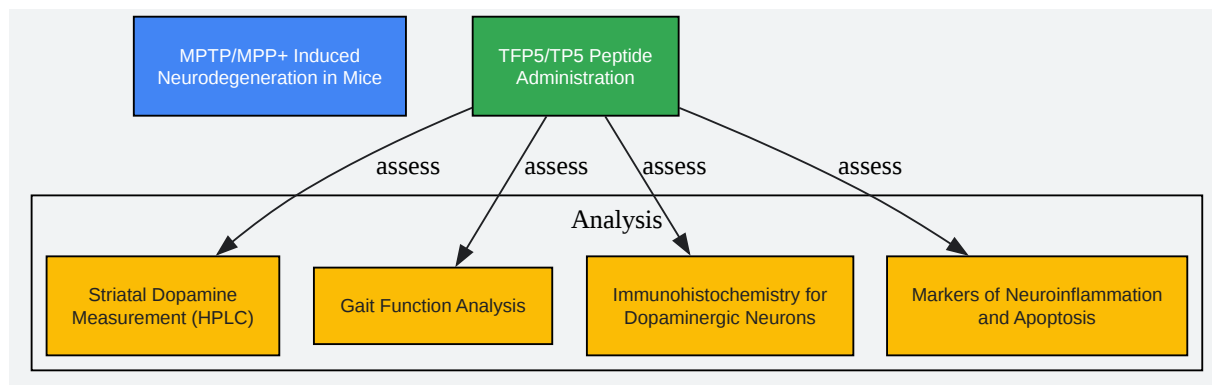 MPTP/MPP+ Induced
Neurodegeneration in Mice
TFP5/TP5 Peptide
Administration
assess
assess
assess
assess
Analysis
Striatal Dopamine
Measurement (HPLC)
Gait Function Analysis
Immunohistochemistry for
Dopaminergic Neurons
Markers of Neuroinflammation
and Apoptosis